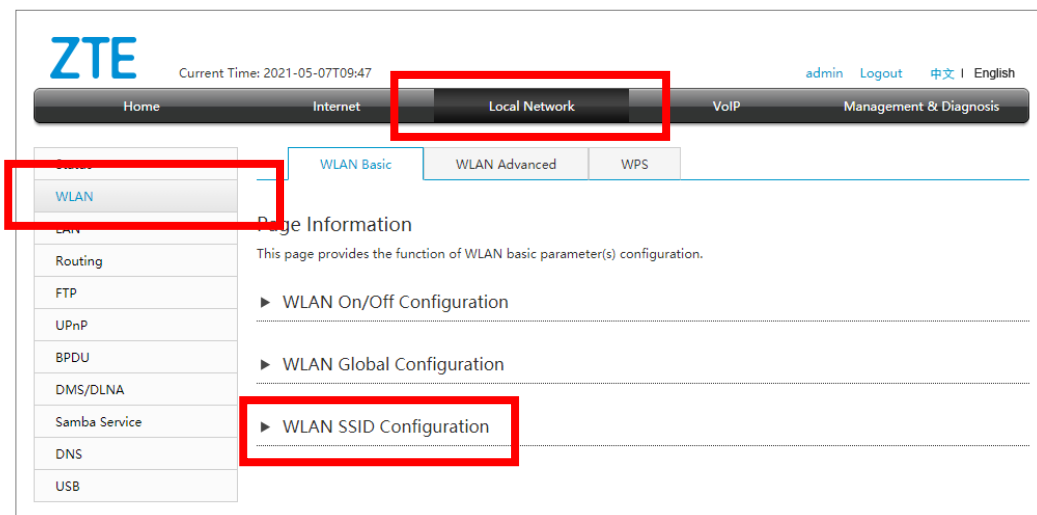 ZTE
Current Time: 2021-05-07T09:47
admin Logout 中文 | English
Home Internet Local Network VoIP Management & Diagnosis
Status
WLAN Basic WLAN Advanced WPS
WLAN
LAN
Page Information
This page provides the function of WLAN basic parameter(s) configuration.
Routing
FTP
UPnP
BPDU
DMS/DLNA
Samba Service
DNS
USB
▶ WLAN On/Off Configuration
▶ WLAN Global Configuration
▶ WLAN SSID Configuration